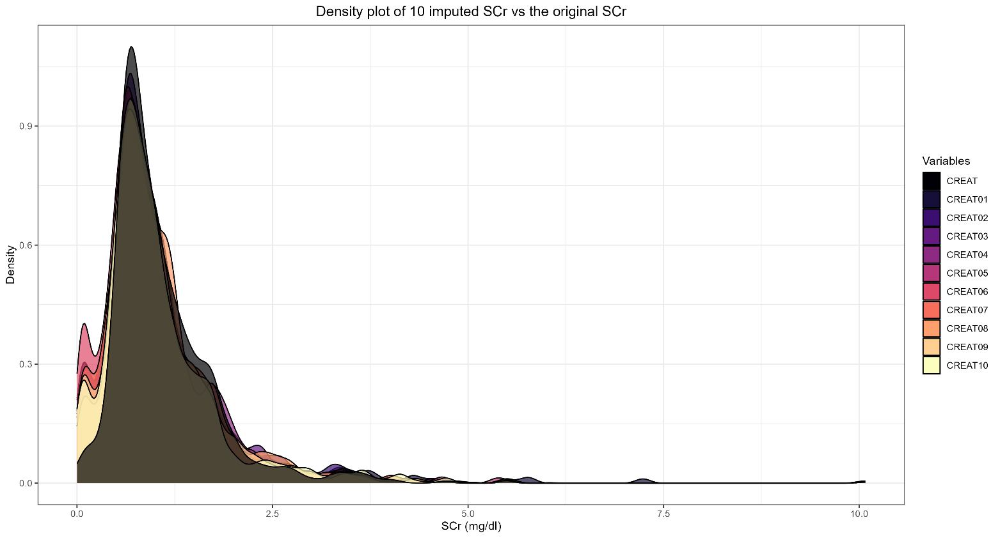 Density plot of 10 imputed SCr vs the original SCr
Density
0.9
0.6
0.3
0.0
0.0 2.5 5.0 7.5 10.0
SCr (mg/dl)
Variables
CREAT
CREAT01
CREAT02
CREAT03
CREAT04
CREAT05
CREAT06
CREAT07
CREAT08
CREAT09
CREAT10